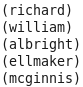 (richard)
(william)
(albright)
(ellmaker)
(mcginnis)